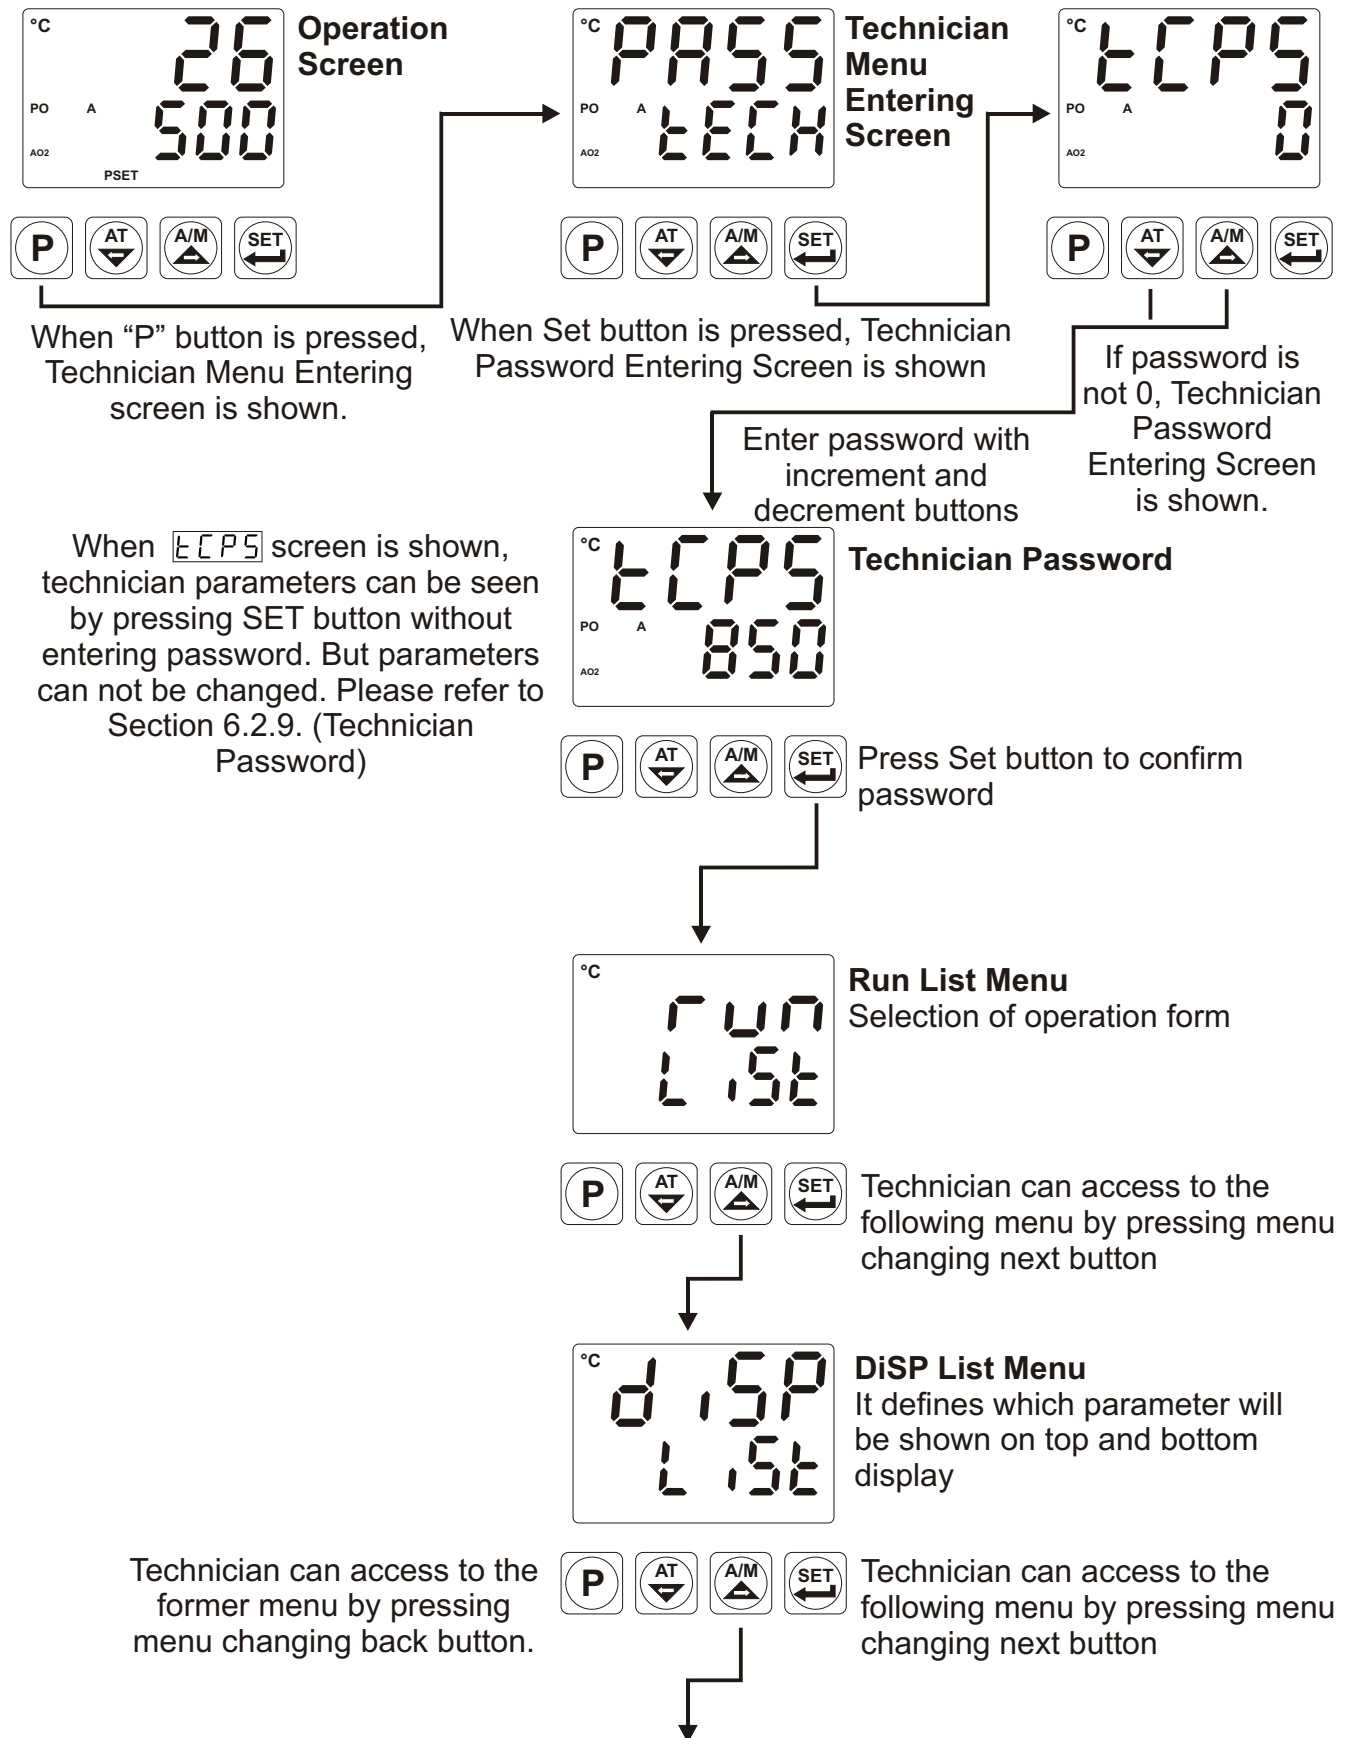 °C
26
PO A
500
AO2
PSET
Operation
Screen
P AT A/M SET
When “P” button is pressed,
Technician Menu Entering
screen is shown.
°C
PASS
PO A
tECH
AO2
Technician
Menu
Entering
Screen
P AT A/M SET
When Set button is pressed, Technician
Password Entering Screen is shown
°C
tCPS
PO A
0
AO2
P AT A/M SET
If password is
not 0, Technician
Password
Entering Screen
is shown.
Enter password with
increment and
decrement buttons
When tCPS screen is shown,
technician parameters can be seen
by pressing SET button without
entering password. But parameters
can not be changed. Please refer to
Section 6.2.9. (Technician
Password)
°C
tCPS
PO A
850
AO2
Technician Password
P AT A/M SET
Press Set button to confirm
password
°C
run
LiSt
Run List Menu
Selection of operation form
P AT A/M SET
Technician can access to the
following menu by pressing menu
changing next button
°C
diSP
LiSt
DiSP List Menu
It defines which parameter will
be shown on top and bottom
display
Technician can access to the
former menu by pressing
menu changing back button.
P AT A/M SET
Technician can access to the
following menu by pressing menu
changing next button